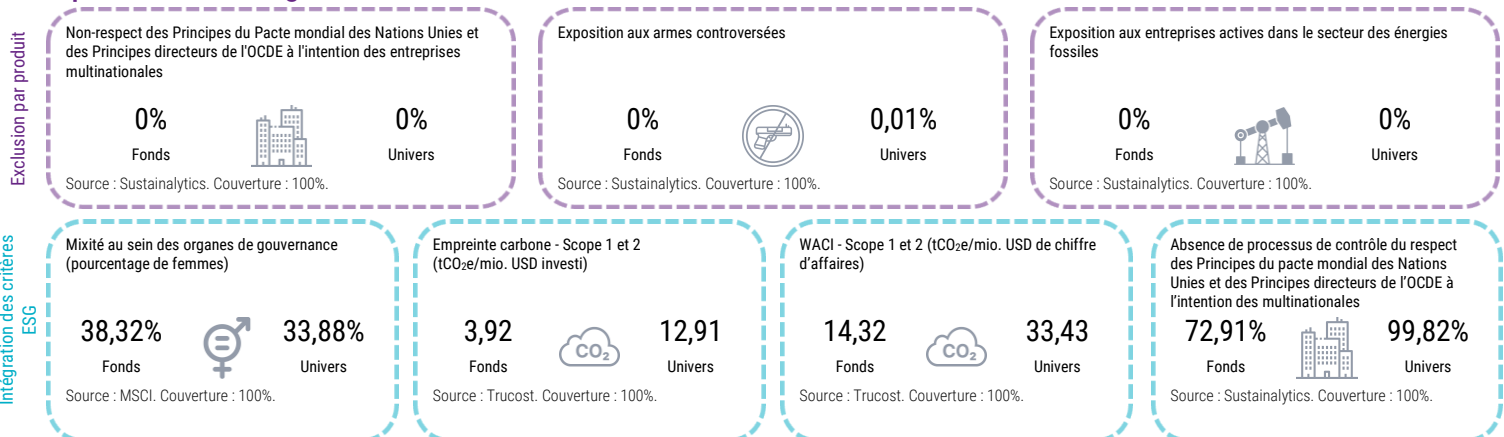 Exclusion par produit
Non-respect des Principes du Pacte mondial des Nations Unies et
des Principes directeurs de l'OCDE à l'intention des entreprises
multinationales
0%
Fonds
0%
Univers
Source : Sustainalytics. Couverture : 100%.
Exposition aux armes controversées
0%
Fonds
0,01%
Univers
Source : Sustainalytics. Couverture : 100%.
Exposition aux entreprises actives dans le secteur des énergies
fossiles
0%
Fonds
0%
Univers
Source : Sustainalytics. Couverture : 100%.
Intégration des critères
ESG
Mixité au sein des organes de gouvernance
(pourcentage de femmes)
38,32%
Fonds
33,88%
Univers
Source : MSCI. Couverture : 100%.
Empreinte carbone - Scope 1 et 2
(tCO₂e/mio. USD investi)
3,92
Fonds
CO₂
12,91
Univers
Source : Trucost. Couverture : 100%.
WACI - Scope 1 et 2 (tCO₂e/mio. USD de chiffre
d’affaires)
14,32
Fonds
CO₂
33,43
Univers
Source : Trucost. Couverture : 100%.
Absence de processus de contrôle du respect
des Principes du pacte mondial des Nations
Unies et des Principes directeurs de l’OCDE à
l’intention des multinationales
72,91%
Fonds
99,82%
Univers
Source : Sustainalytics. Couverture : 100%.